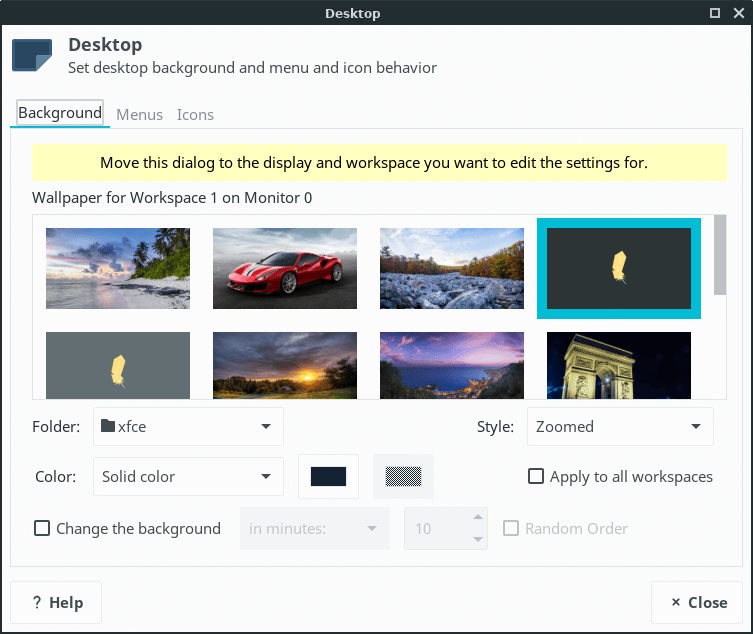 Desktop
Desktop
Set desktop background and menu and icon behavior
Background Menus Icons
Move this dialog to the display and workspace you want to edit the settings for.
Wallpaper for Workspace 1 on Monitor 0
Folder: xfce Style: Zoomed
Color: Solid color Apply to all workspaces
Change the background in minutes: 10 Random Order
? Help × Close